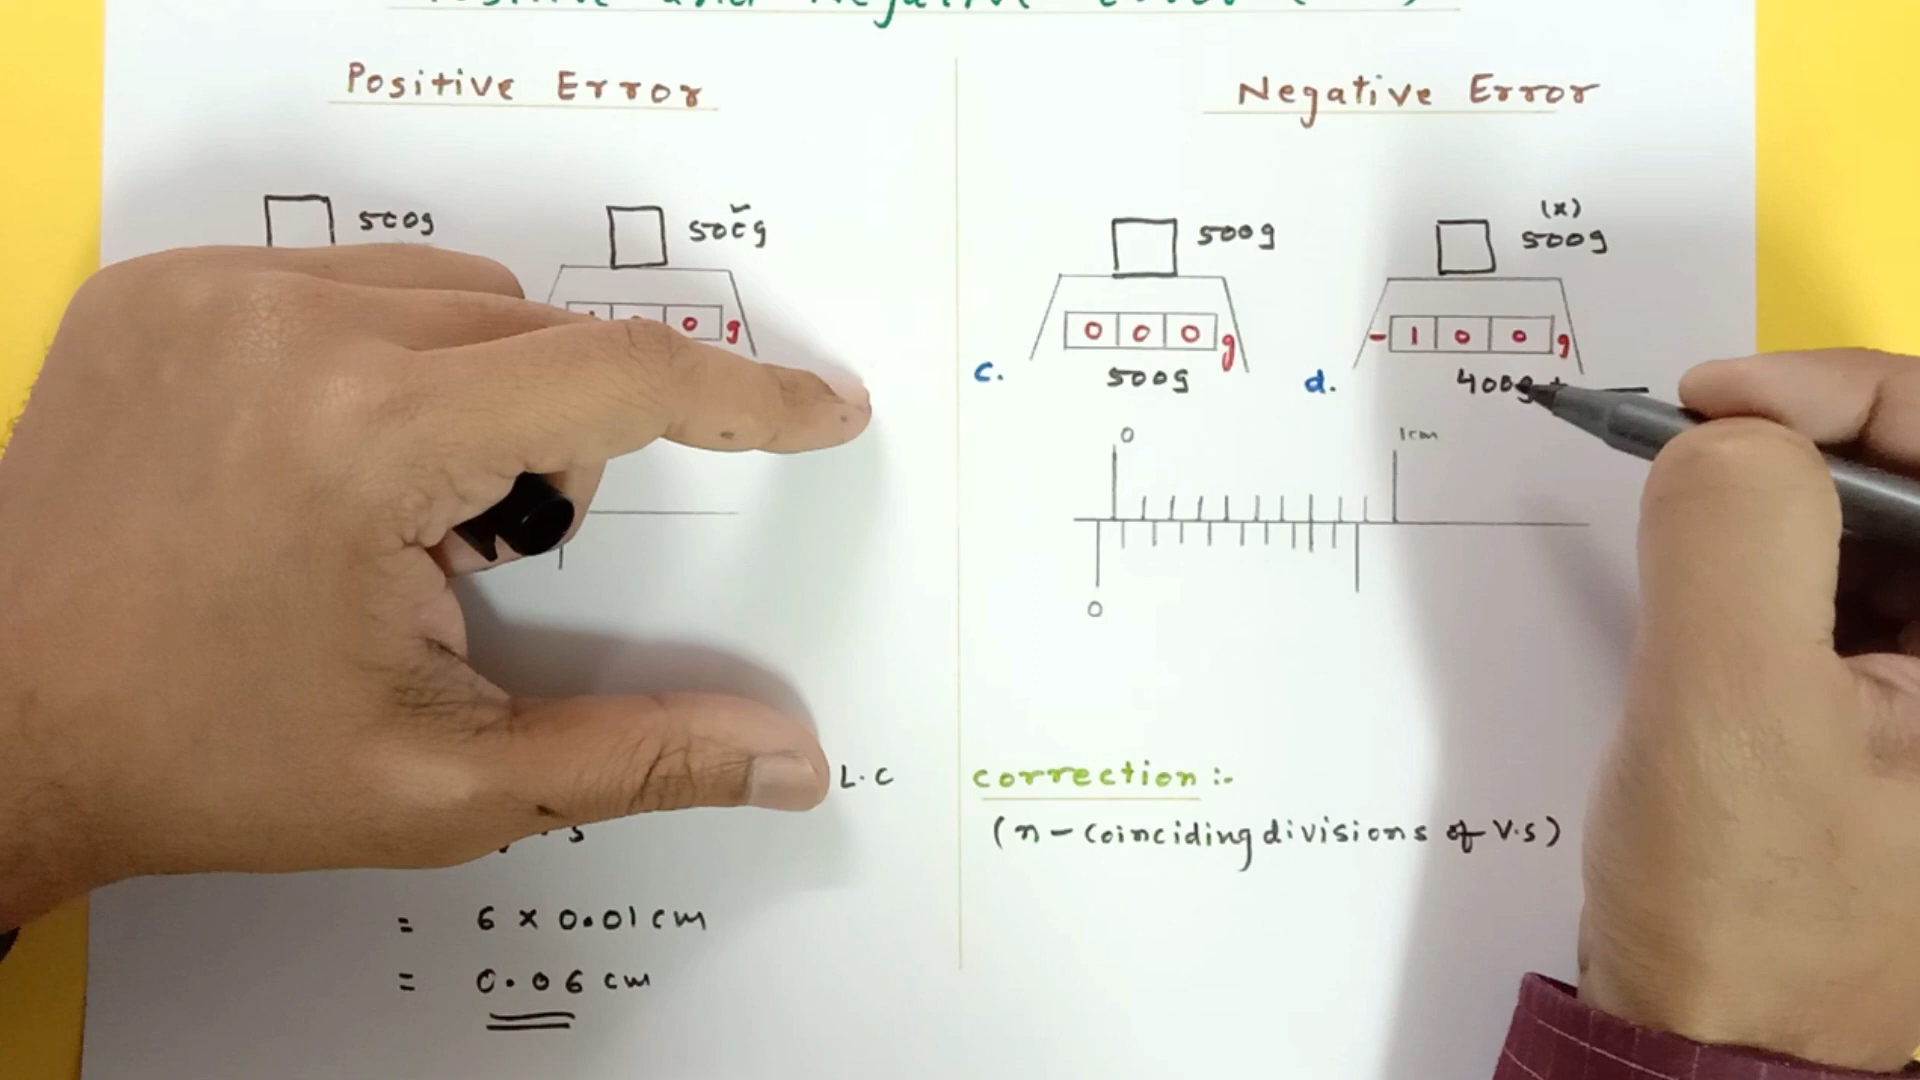 Positive Error
500g
500g
0 g
L.C
= 6 x 0.01 cm
= 0.06 cm
Negative Error
500g
(x)
500g
0 0 0 g
- 1 0 0 g
c.
500g
d.
400g +
0
1cm
0
correction :-
(n - coinciding divisions of V.S)